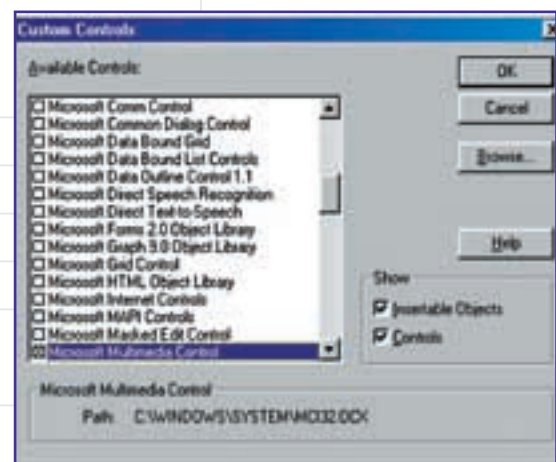 Custom Controls
Available Controls:
OK
Cancel
Browse...
Help
Microsoft Comm Control
Microsoft Common Dialog Control
Microsoft Data Bound Grid
Microsoft Data Bound List Controls
Microsoft Data Outline Control 1.1
Microsoft Direct Speech Recognition
Microsoft Direct Text-to-Speech
Microsoft Forms 2.0 Object Library
Microsoft Graph 9.0 Object Library
Microsoft Grid Control
Microsoft HTML Object Library
Microsoft Internet Controls
Microsoft MAPI Controls
Microsoft Masked Edit Control
Microsoft Multimedia Control
Show
Insertable Objects
Controls
Microsoft Multimedia Control
Path: C:\WINDOWS\SYSTEM\MCI32.OCX